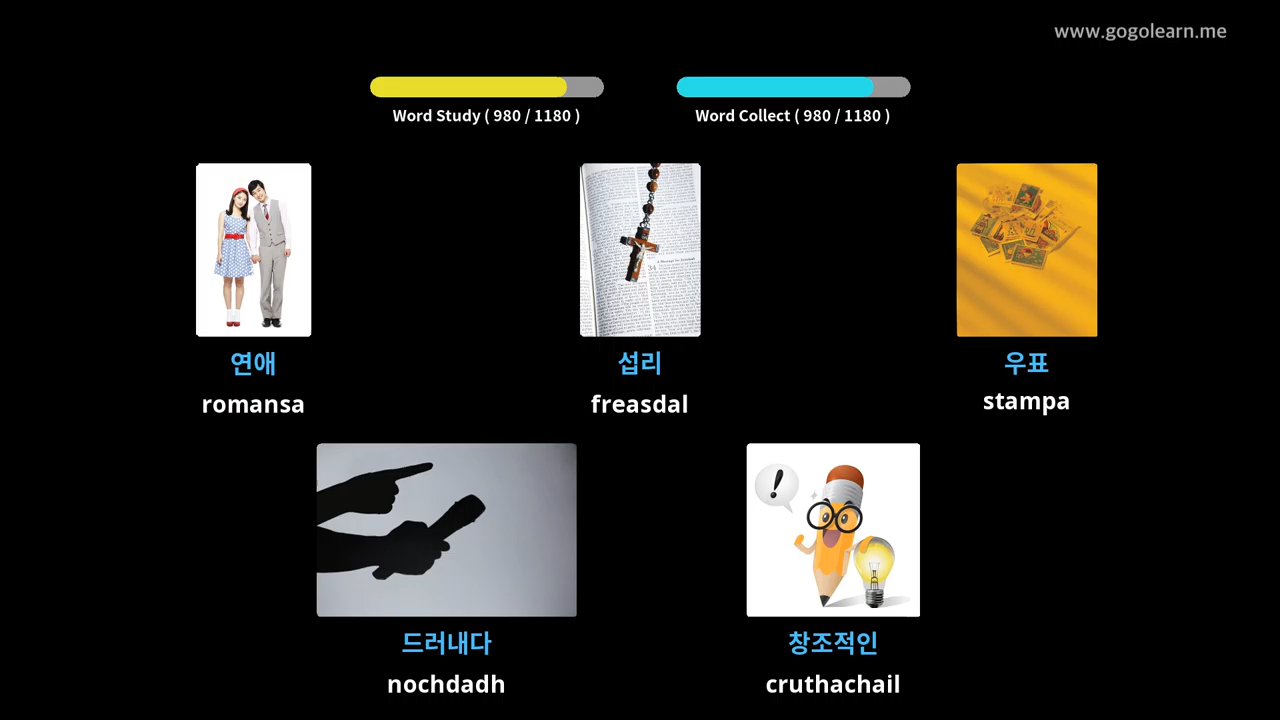 www.gogolearn.me
Word Study ( 980 / 1180 )
Word Collect ( 980 / 1180 )
연애
romansa
섭리
freasdal
우표
stampa
드러내다
nochdadh
창조적인
cruthachail